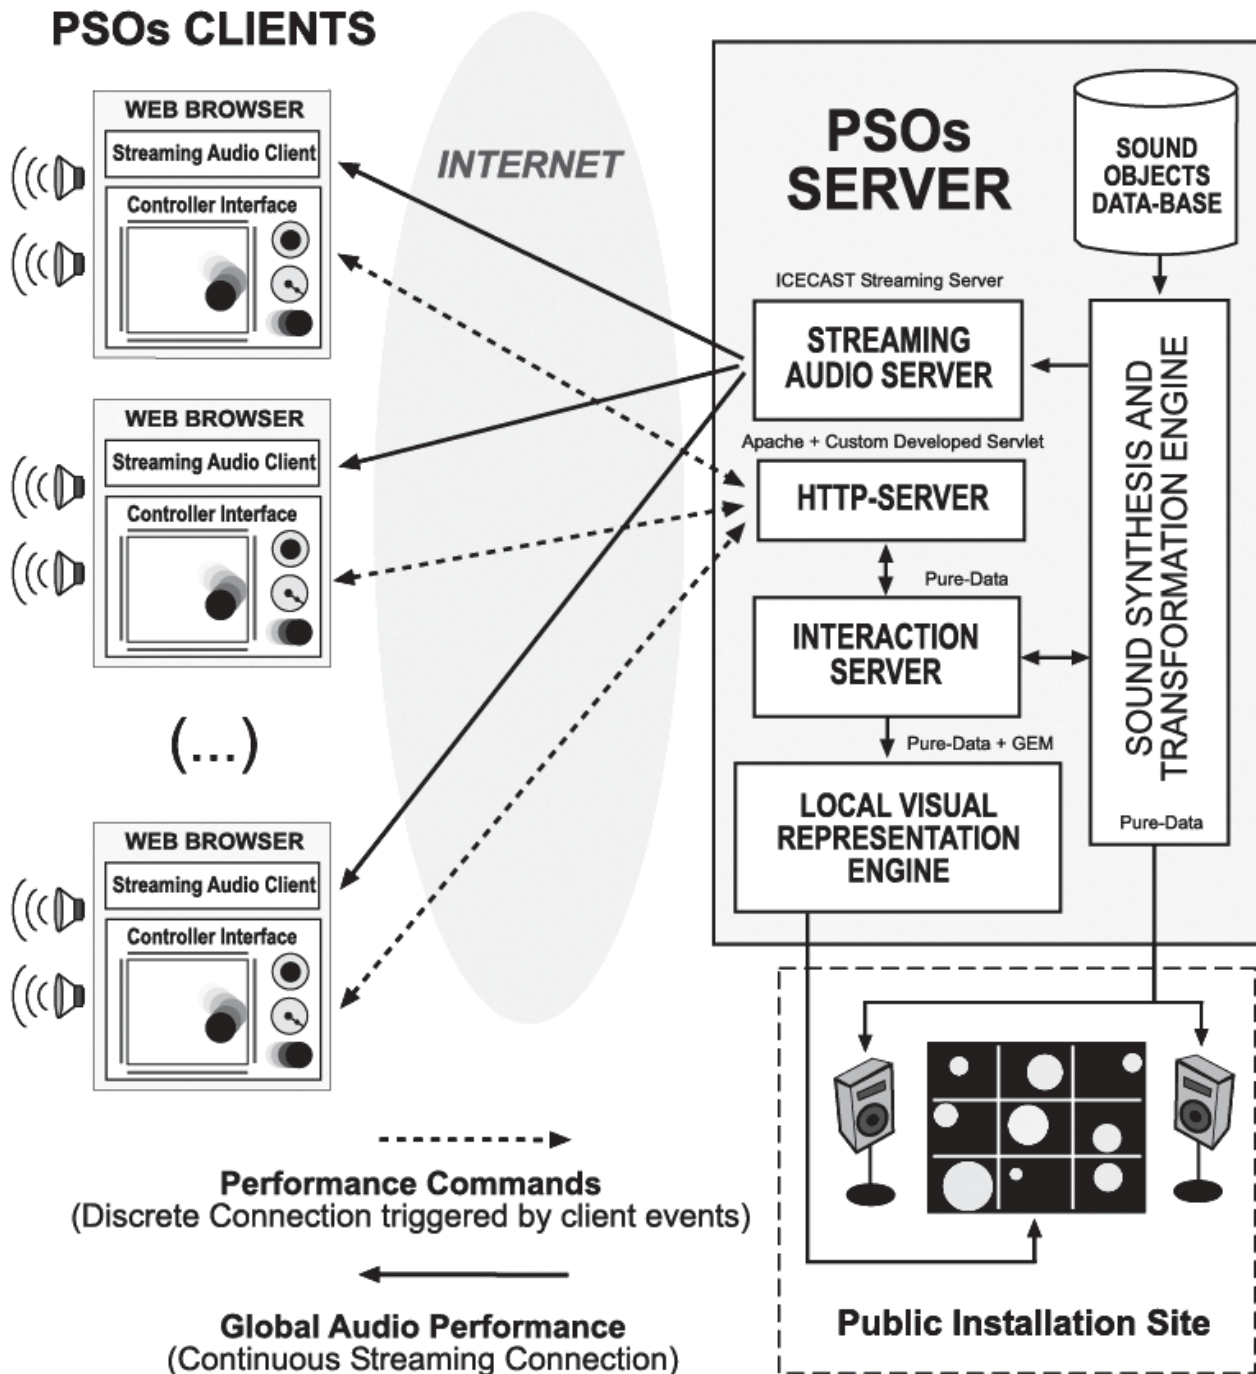 PSOs CLIENTS
WEB BROWSER
Streaming Audio Client
Controller Interface
WEB BROWSER
Streaming Audio Client
Controller Interface
(...)
WEB BROWSER
Streaming Audio Client
Controller Interface
INTERNET
PSOs
SERVER
SOUND
OBJECTS
DATA-BASE
ICECAST Streaming Server
STREAMING
AUDIO SERVER
Apache + Custom Developed Servlet
HTTP-SERVER
Pure-Data
INTERACTION
SERVER
Pure-Data + GEM
LOCAL VISUAL
REPRESENTATION
ENGINE
SOUND SYNTHESIS AND
TRANSFORMATION ENGINE
Pure-Data
Performance Commands
(Discrete Connection triggered by client events)
Global Audio Performance
(Continuous Streaming Connection)
Public Installation Site